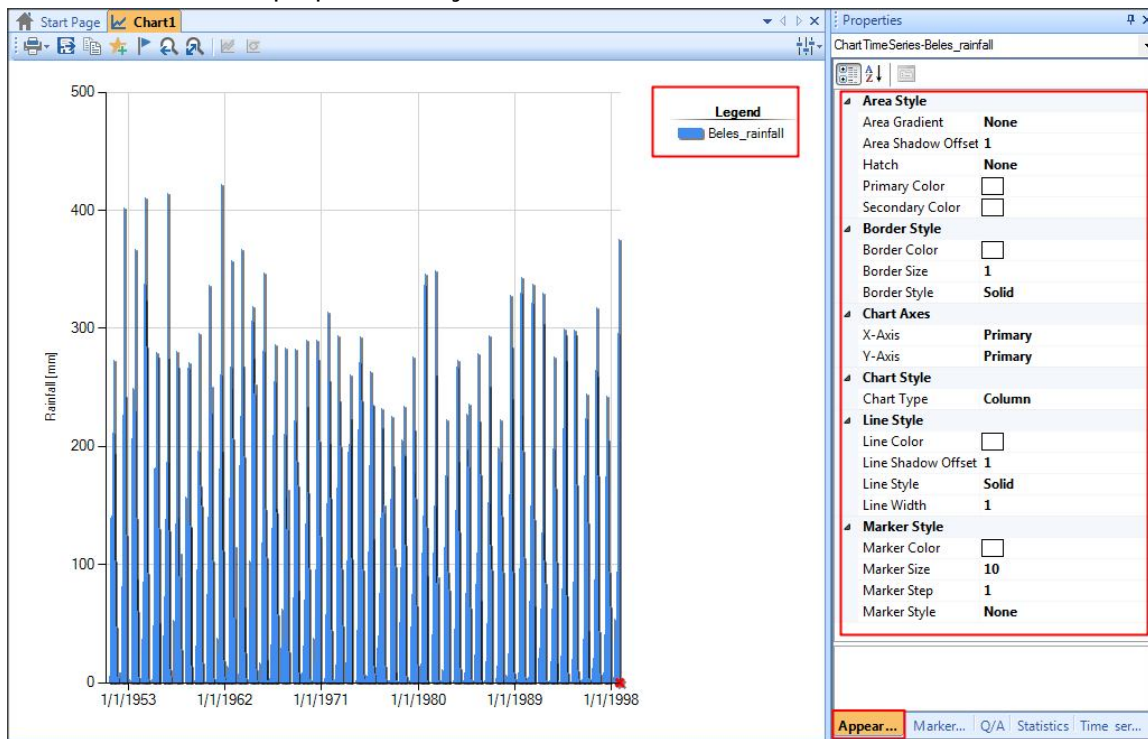 Start Page Chart1
Properties
ChartTimeSeries-Beles_rainfall
500
400
300
200
100
0
Rainfall [mm]
1/1/1953 1/1/1962 1/1/1971 1/1/1980 1/1/1989 1/1/1998
Legend
Beles_rainfall
Area Style
Area Gradient None
Area Shadow Offset 1
Hatch None
Primary Color
Secondary Color
Border Style
Border Color
Border Size 1
Border Style Solid
Chart Axes
X-Axis Primary
Y-Axis Primary
Chart Style
Chart Type Column
Line Style
Line Color
Line Shadow Offset 1
Line Style Solid
Line Width 1
Marker Style
Marker Color
Marker Size 10
Marker Step 1
Marker Style None
Appear... Marker... Q/A Statistics Time ser...